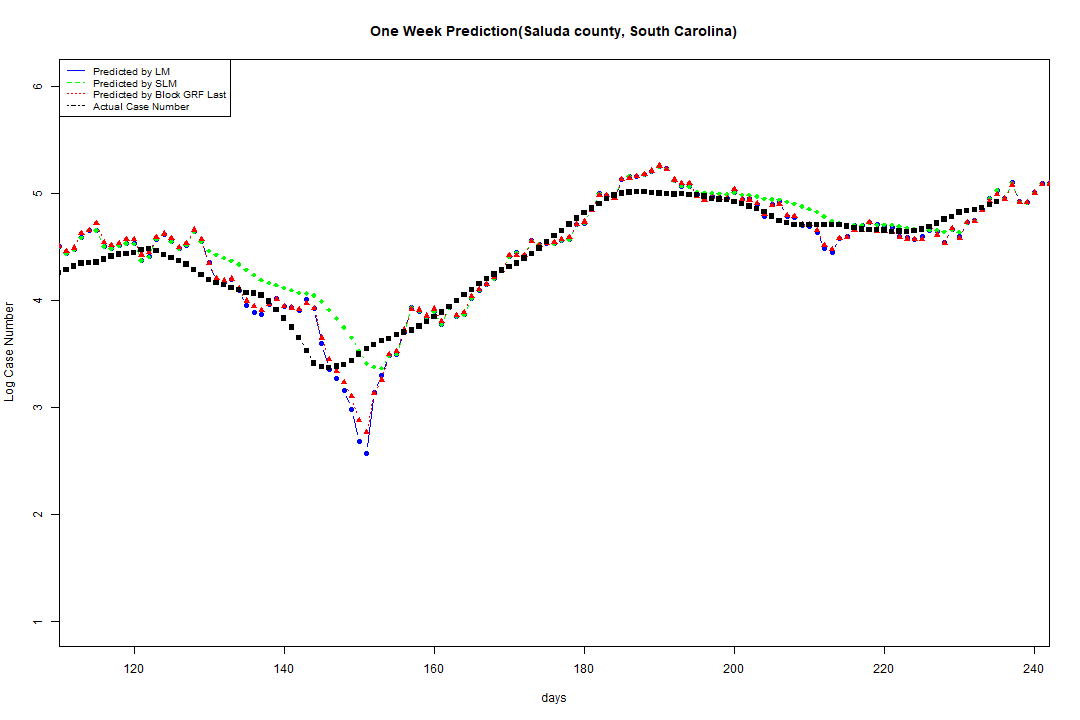 One Week Prediction(Saluda county, South Carolina)
Predicted by LM
Predicted by SLM
Predicted by Block GRF Last
Actual Case Number
6
5
4
3
2
1
Log Case Number
120 140 160 180 200 220 240
days